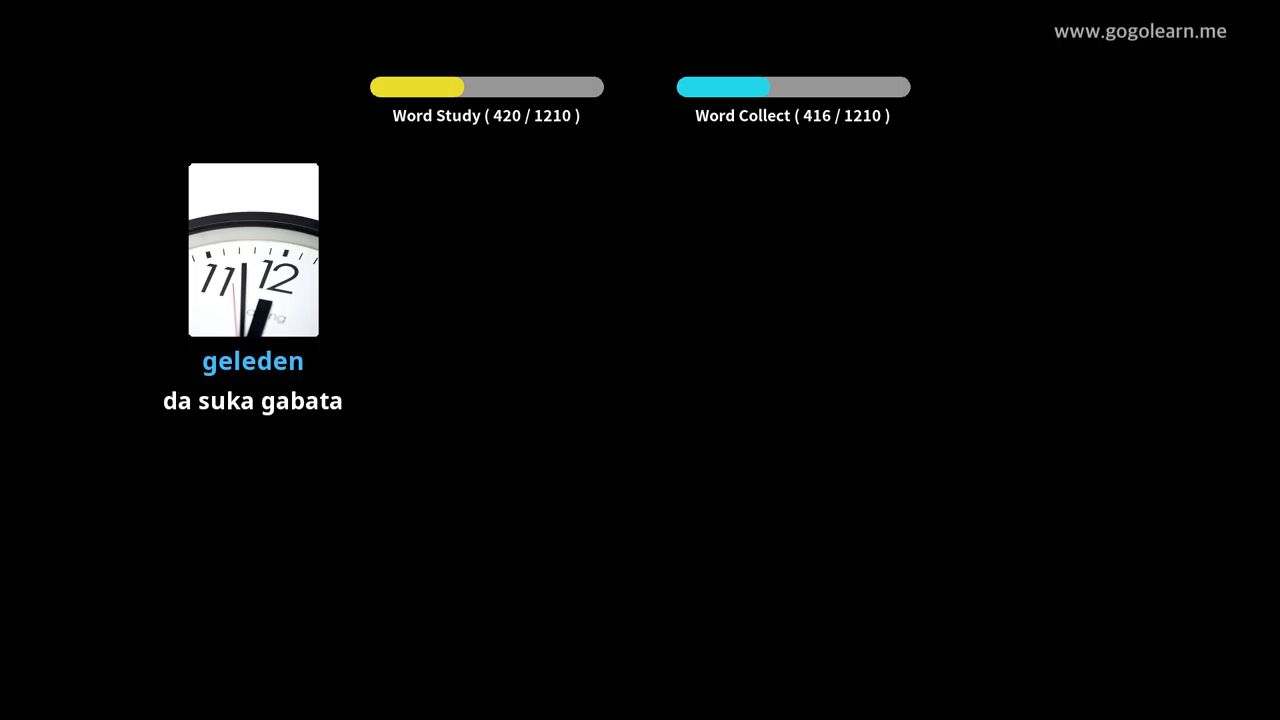 www.gogolearn.me
Word Study ( 420 / 1210 )
Word Collect ( 416 / 1210 )
11 12
geleden
da suka gabata